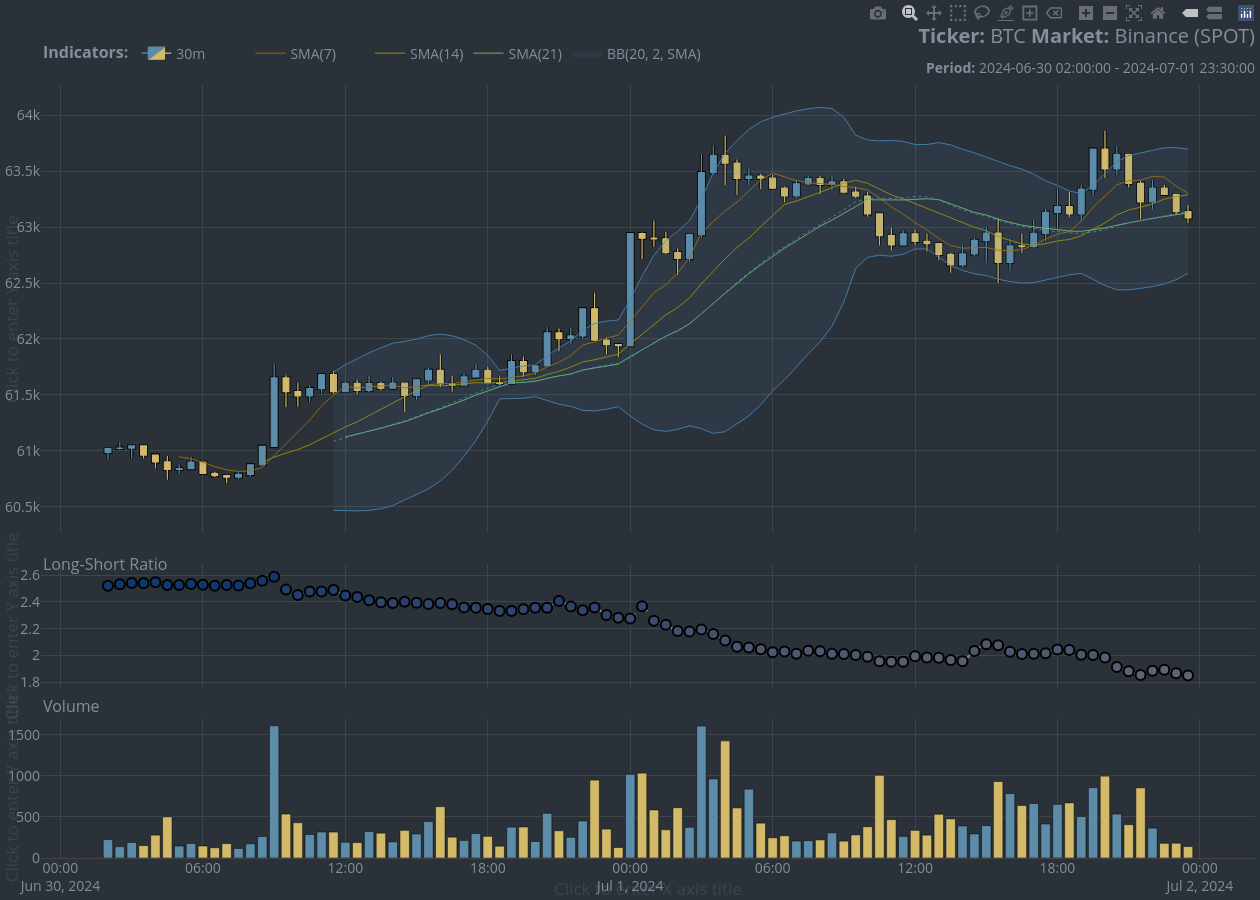 Ticker: BTC Market: Binance (SPOT)
Indicators: 30m SMA(7) SMA(14) SMA(21) BB(20, 2, SMA)
Period: 2024-06-30 02:00:00 - 2024-07-01 23:30:00
64k
63.5k
63k
62.5k
62k
61.5k
61k
60.5k
Click to enter Y axis title
Long-Short Ratio
2.6
2.4
2.2
2
1.8
Click to enter Y axis title
Volume
1500
1000
500
0
Click to enter Y axis title
00:00 06:00 12:00 18:00 00:00 06:00 12:00 18:00 00:00
Jun 30, 2024 Jul 1, 2024 Jul 2, 2024
Click to enter X axis title